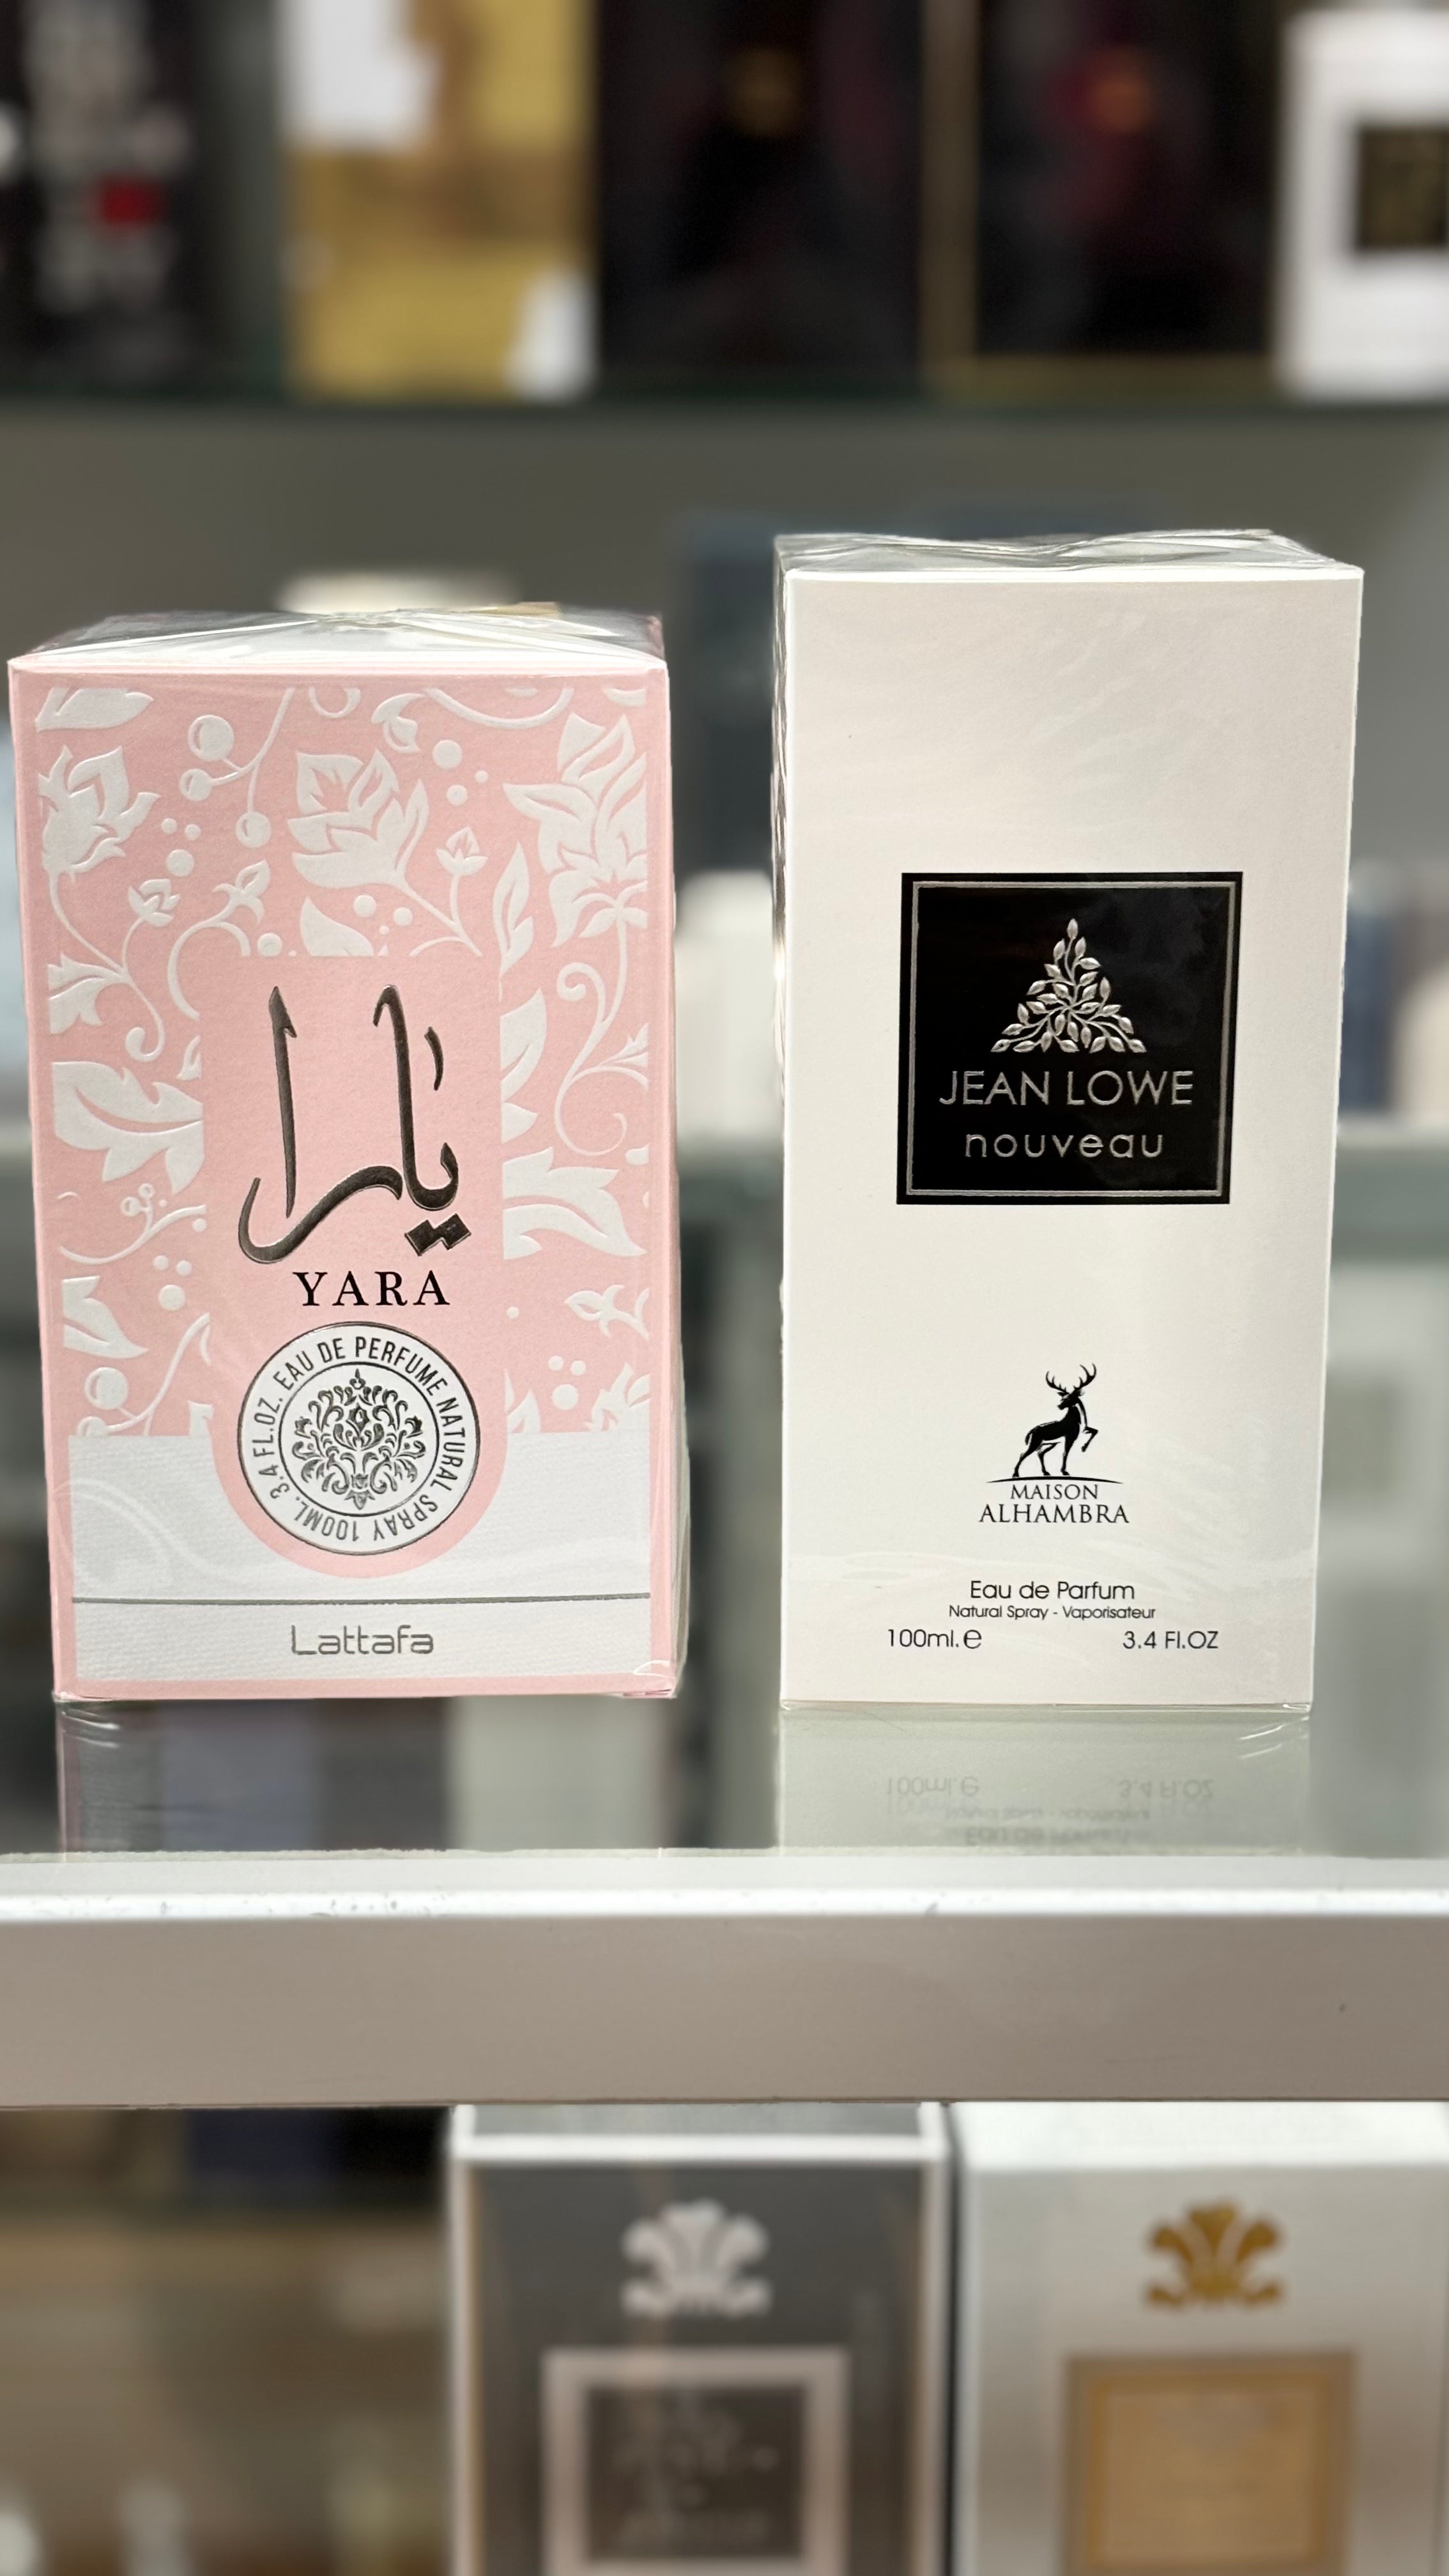 يارا
YARA
EAU DE PERFUME NATURAL SPRAY 100ML. 3.4 FL.OZ.
Lattafa
JEAN LOWE
nouveau
MAISON
ALHAMBRA
Eau de Parfum
Natural Spray - Vaporisateur
100ml.e 3.4 Fl.OZ